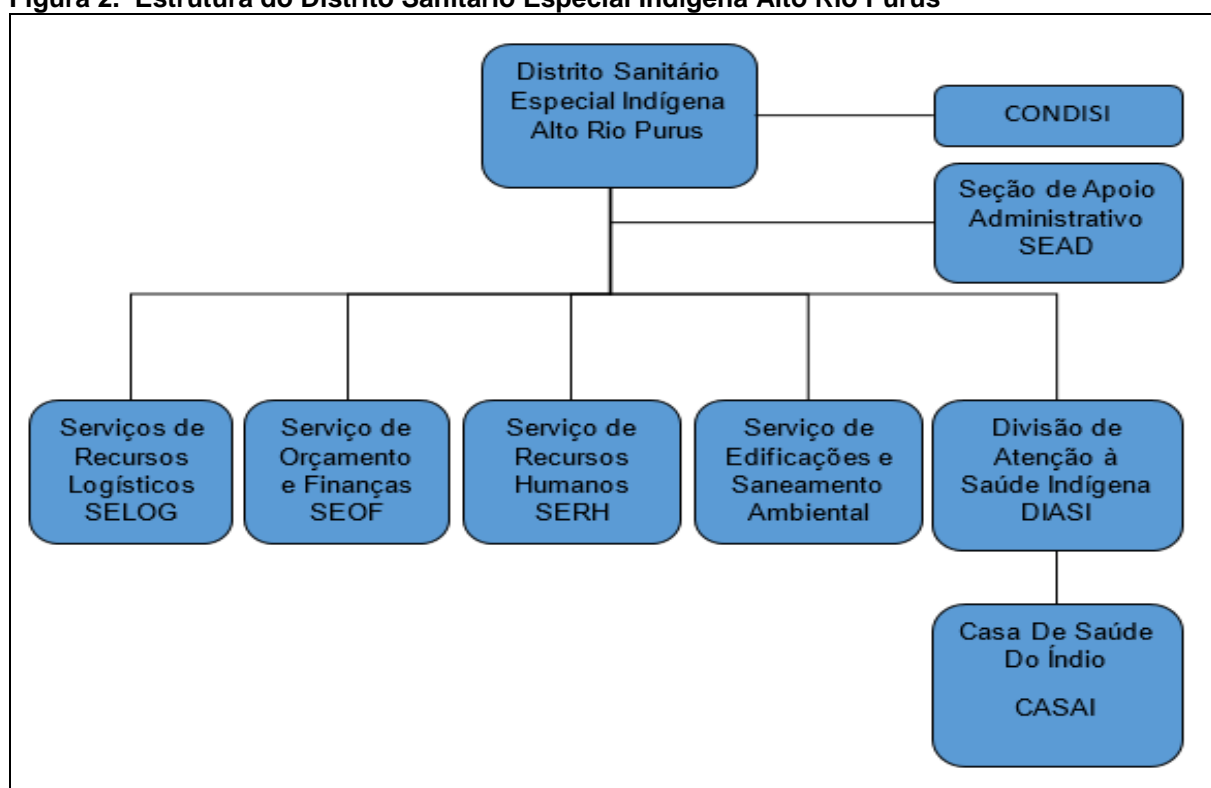 Figura 2. Estrutura do Distrito Sanitário Especial Indígena Alto Rio Purus
Distrito Sanitário
Especial Indígena
Alto Rio Purus
CONDISI
Seção de Apoio
Administrativo
SEAD
Serviços de
Recursos
Logísticos
SELOG
Serviço de
Orçamento
e Finanças
SEOF
Serviço de
Recursos
Humanos
SERH
Serviço de
Edificações e
Saneamento
Ambiental
Divisão de
Atenção à
Saúde Indígena
DIASI
Casa De Saúde
Do Índio
CASAI